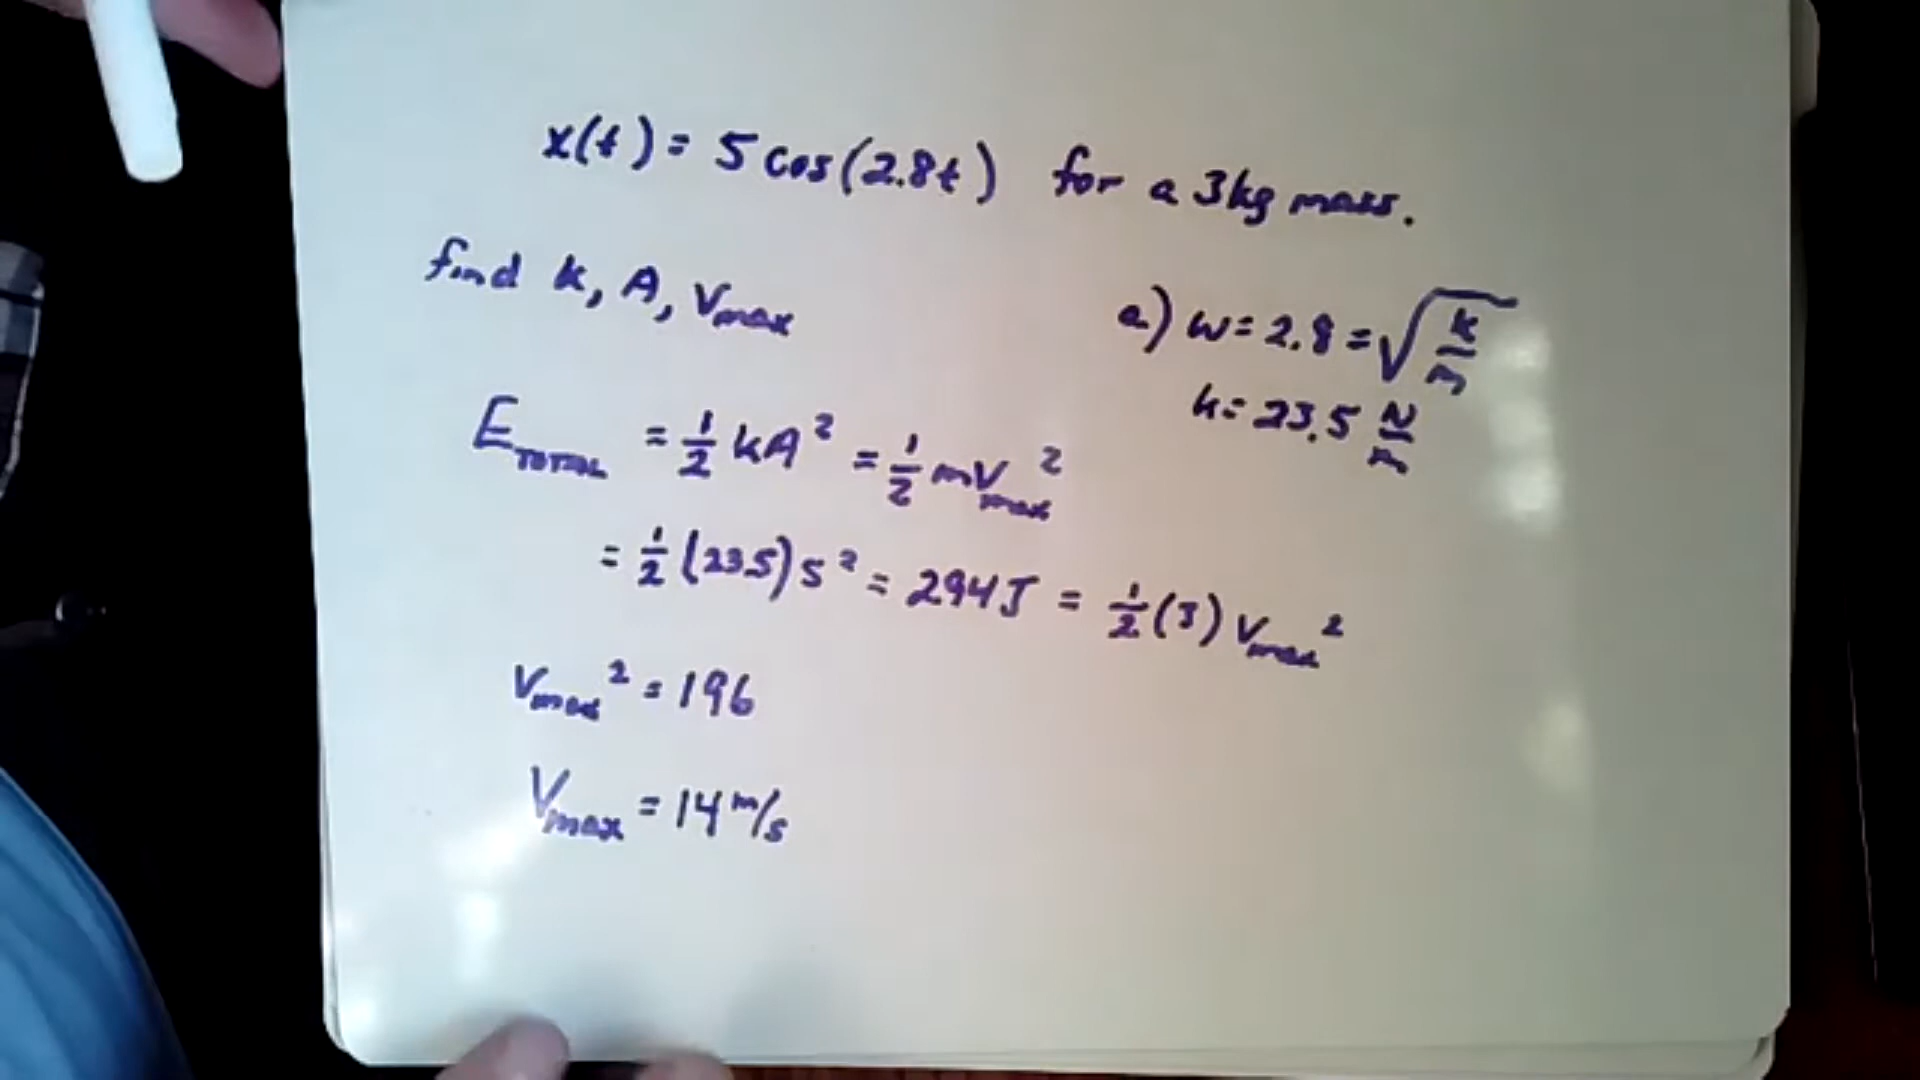 x(t) = 5 cos(2.8t) for a 3kg mass.
find k, A, Vmax
a) ω = 2.8 = √(k/m)
k = 23.5 N/m
E_TOTAL = 1/2 kA² = 1/2 mVmax²
= 1/2 (23.5) 5² = 294 J = 1/2 (3) Vmax²
Vmax² = 196
Vmax = 14 m/s